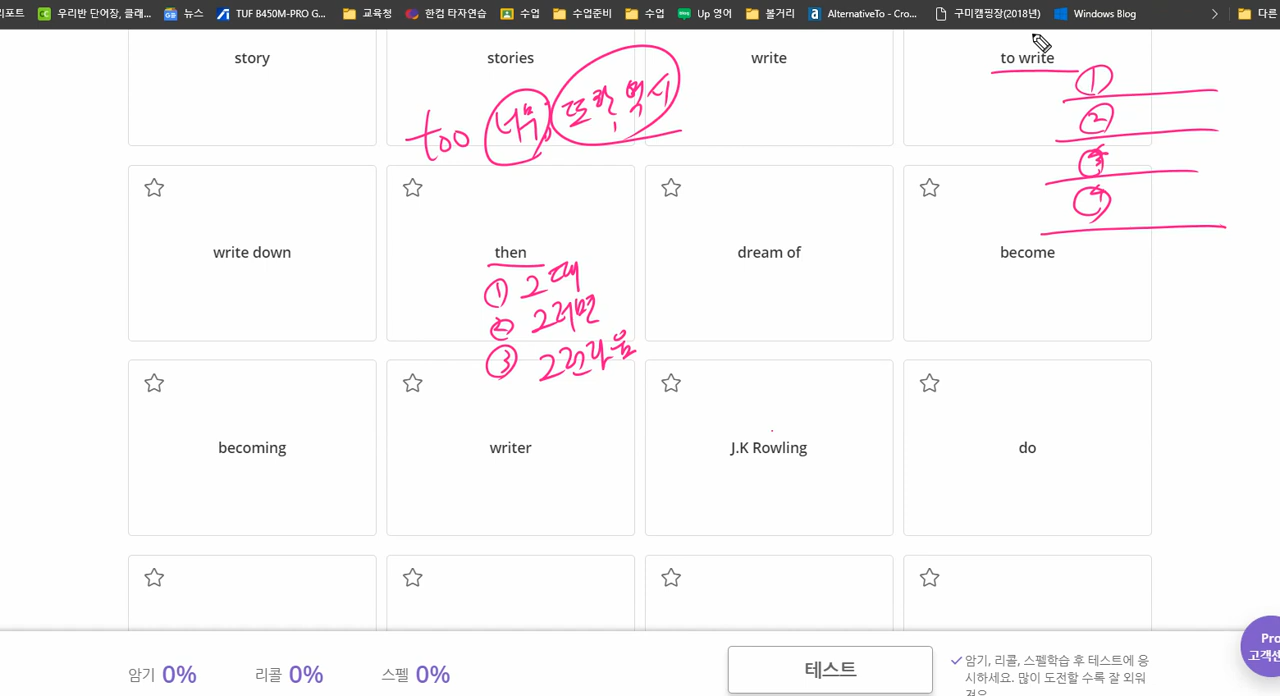 리포트 우리반 단어장, 클래... 뉴스 TUF B450M-PRO G... 교육청 한컴 타자연습 수업 수업준비 수업 Up 영어 볼거리 AlternativeTo - Cro... 구미캠핑장(2018년) Windows Blog 다른
story stories write to write
too 너무, 또한, 역시
①
②
③
④
write down then dream of become
① 그때
② 그러면
③ 그런다음
becoming writer J.K Rowling do
암기 0% 리콜 0% 스펠 0% 테스트
암기, 리콜, 스펠학습 후 테스트에 응
시하세요. 많이 도전할 수록 잘 외워
져요
Pro
고객센